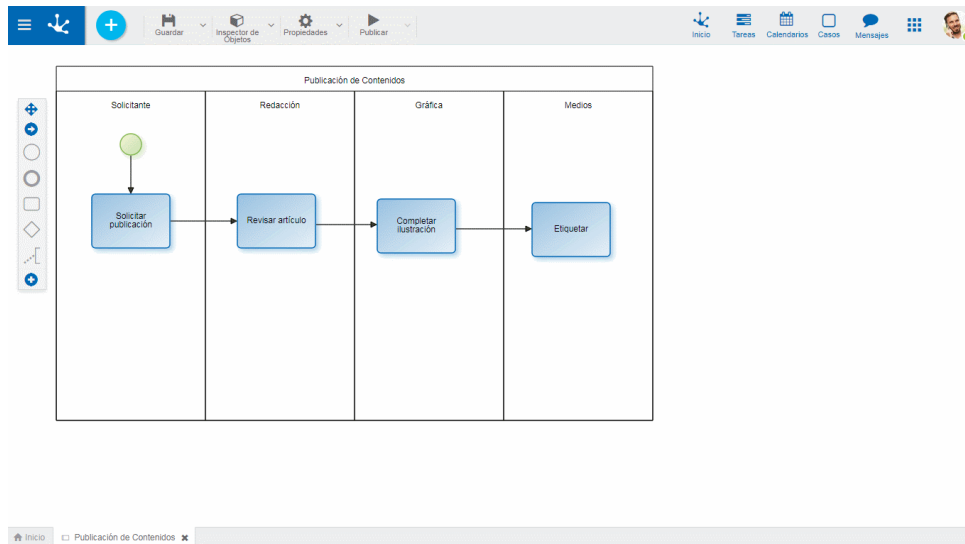 Guardar
Inspector de
Objetos
Propiedades
Publicar
Inicio
Tareas
Calendarios
Casos
Mensajes
Publicación de Contenidos
Solicitante
Redacción
Gráfica
Medios
Solicitar
publicación
Revisar artículo
Completar
ilustración
Etiquetar
Inicio
Publicación de Contenidos